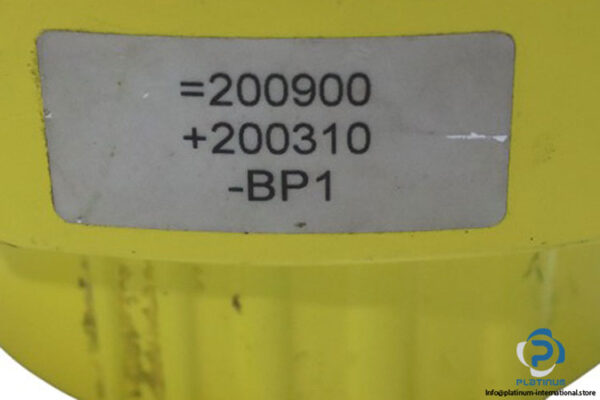 =200900
+200310
-BP1
PLATINUM
Info@platinum-international.store